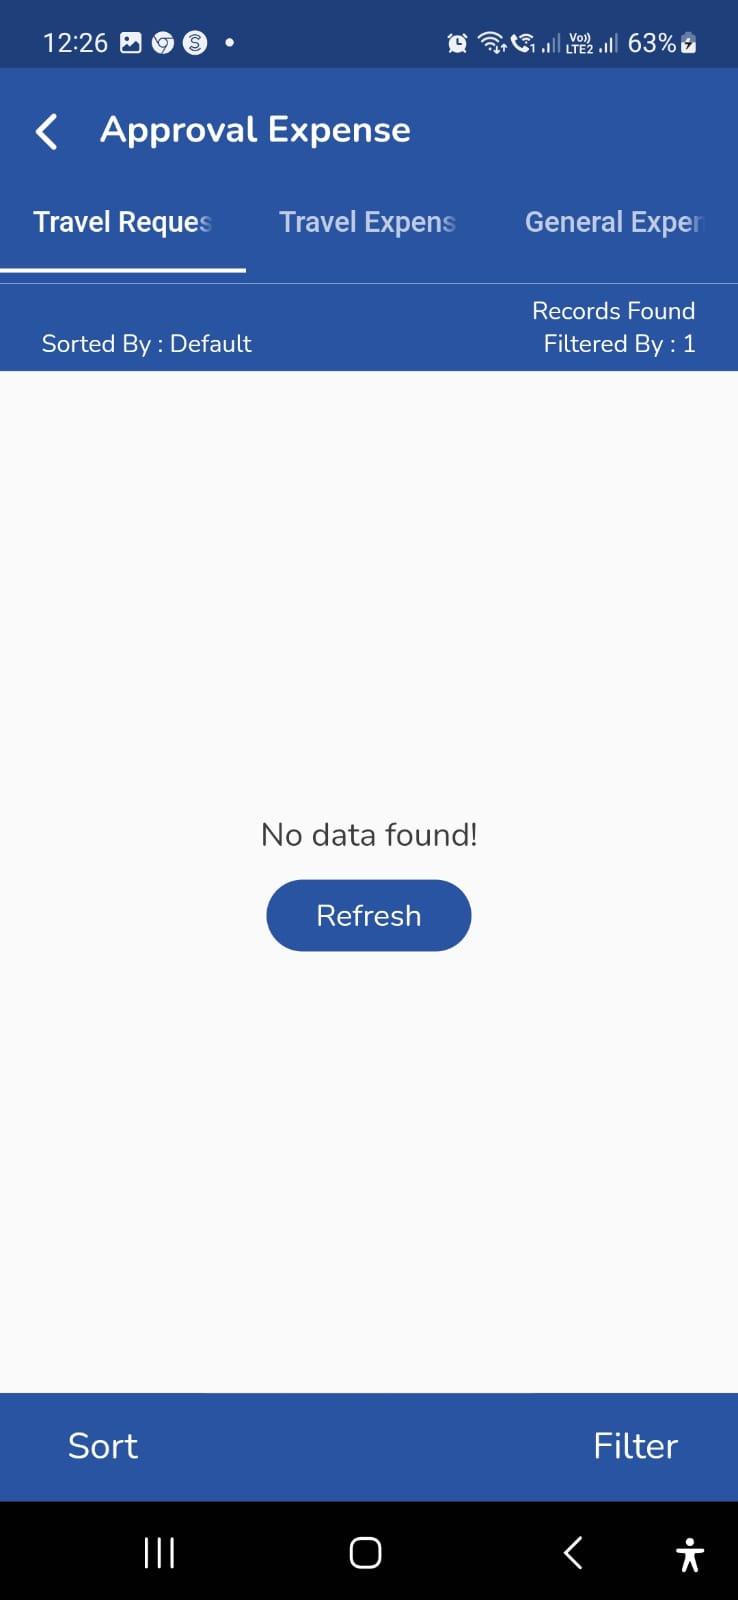 12:26
Vo))
LTE2
63%
Approval Expense
Travel Reques
Travel Expens
General Exper
Records Found
Sorted By : Default
Filtered By : 1
No data found!
Refresh
Sort
Filter